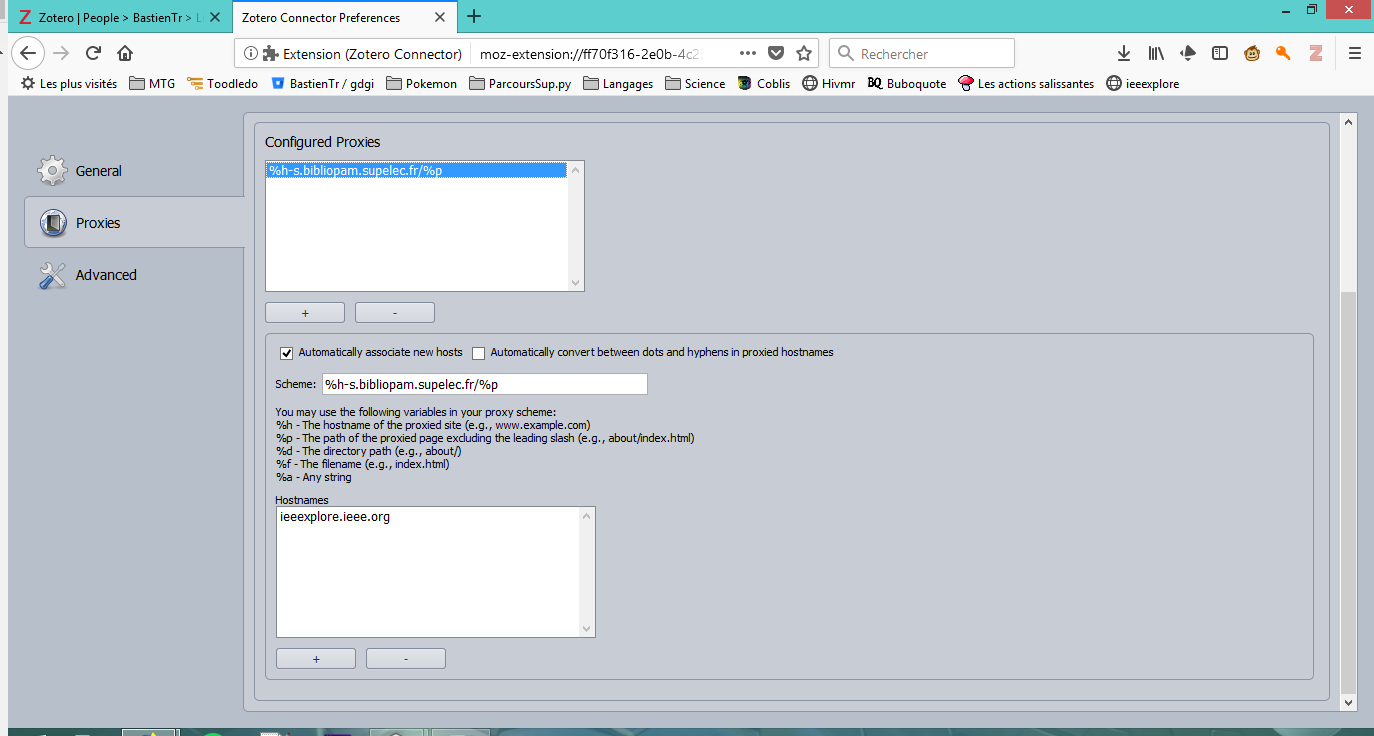 Zotero | People > BastienTr > L
Zotero Connector Preferences
Extension (Zotero Connector)
moz-extension://ff70f316-2e0b-4c2
Rechercher
Les plus visités
MTG
Toodledo
BastienTr / gdgi
Pokemon
ParcoursSup.py
Langages
Science
Coblis
Hivmr
BQ Buboquote
Les actions salissantes
ieeexplore
General
Proxies
Advanced
Configured Proxies
%h-s.bibliopam.supelec.fr/%p
+
-
Automatically associate new hosts
Automatically convert between dots and hyphens in proxied hostnames
Scheme: %h-s.bibliopam.supelec.fr/%p
You may use the following variables in your proxy scheme:
%h - The hostname of the proxied site (e.g., www.example.com)
%p - The path of the proxied page excluding the leading slash (e.g., about/index.html)
%d - The directory path (e.g., about/)
%f - The filename (e.g., index.html)
%a - Any string
Hostnames
ieeexplore.ieee.org
+
-